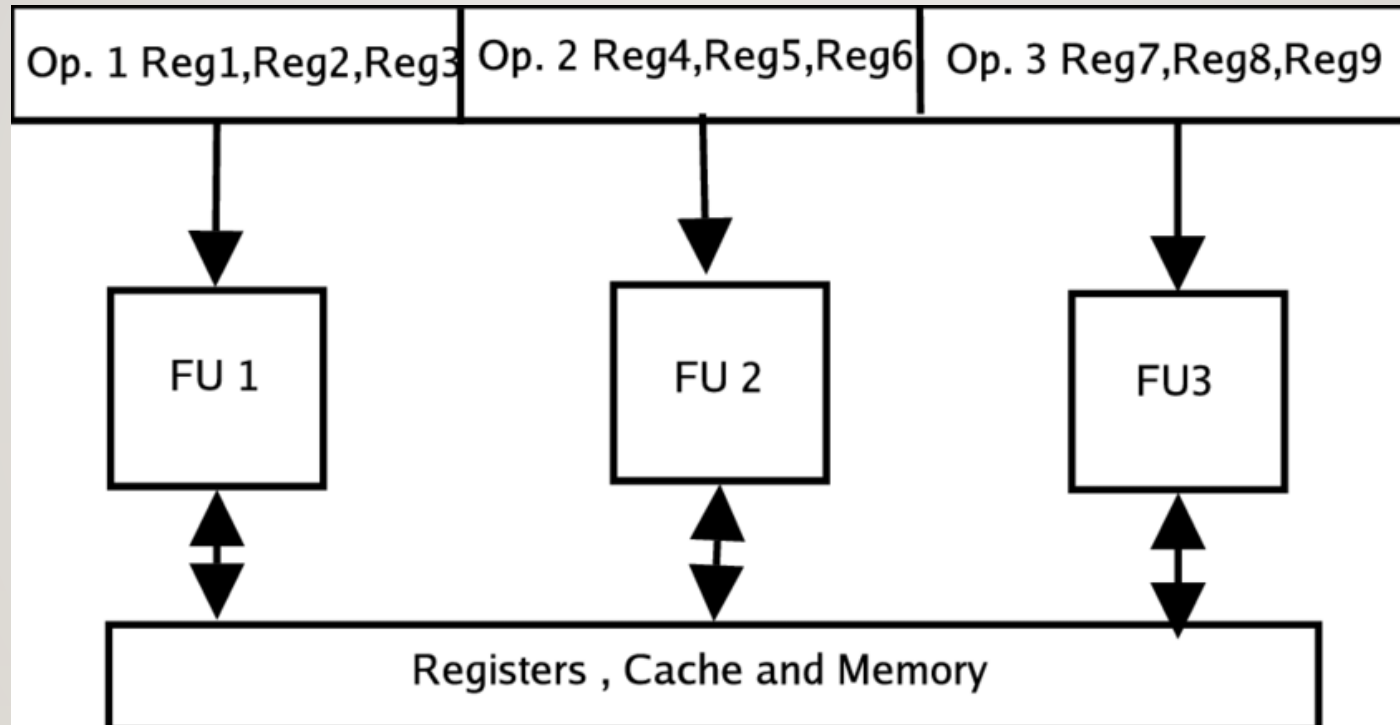 Op. 1 Reg1,Reg2,Reg3
Op. 2 Reg4,Reg5,Reg6
Op. 3 Reg7,Reg8,Reg9
FU 1
FU 2
FU3
Registers , Cache and Memory